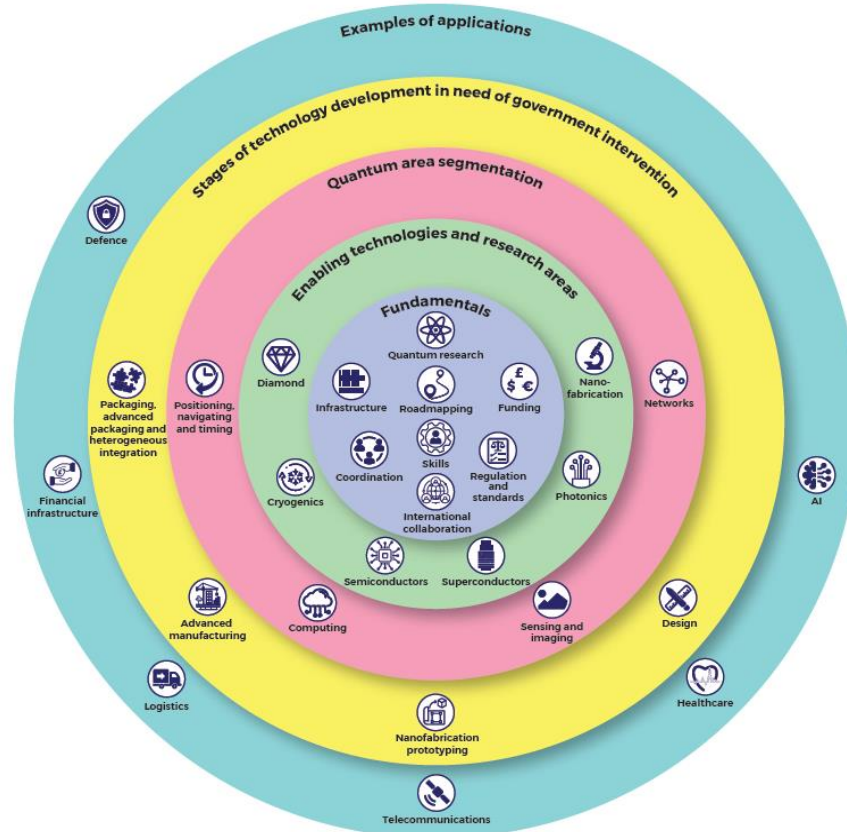 Examples of applications
Stages of technology development in need of government intervention
Quantum area segmentation
Enabling technologies and research areas
Fundamentals
Quantum research
Infrastructure
Roadmapping
£
$ €
Funding
Coordination
Skills
Regulation
and
standards
International
collaboration
Diamond
Nano-
fabrication
Cryogenics
Photonics
Semiconductors
Superconductors
Positioning,
navigating
and timing
Networks
Computing
Sensing and
imaging
Packaging,
advanced
packaging and
heterogeneous
integration
Advanced
manufacturing
Design
Nanofabrication
prototyping
Defence
Financial
infrastructure
AI
Logistics
Healthcare
Telecommunications